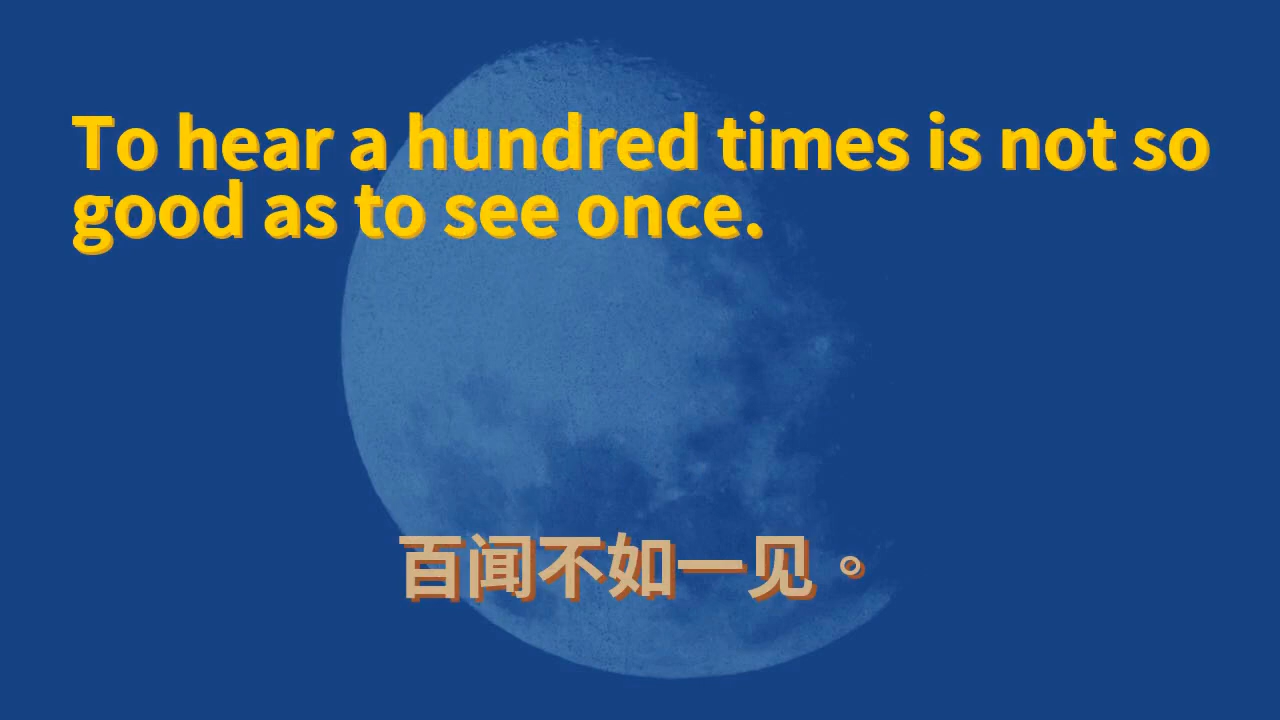 To hear a hundred times is not so
good as to see once.
百闻不如一见。